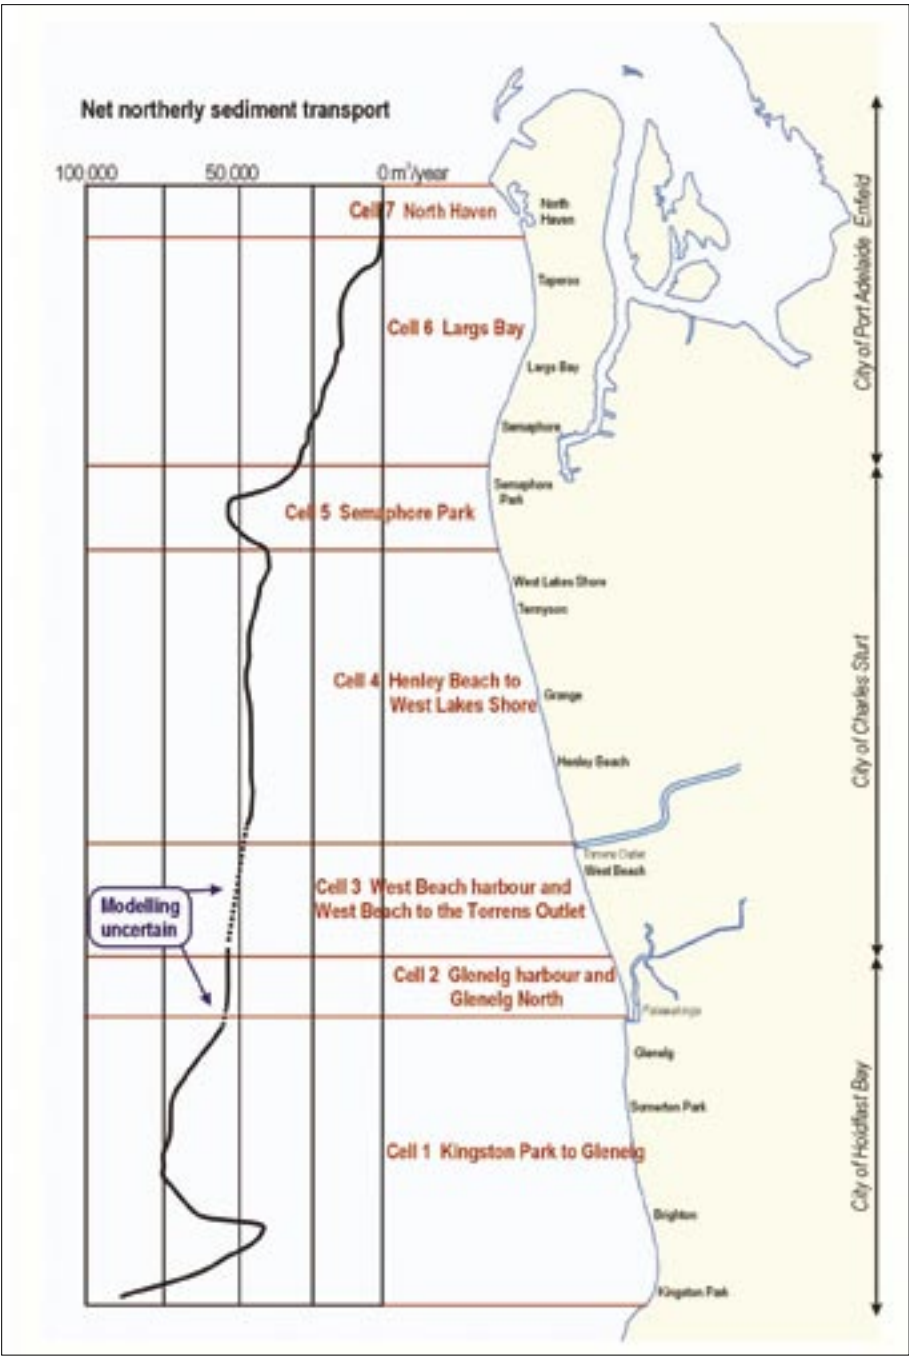 Net northerly sediment transport
100,000 50,000 0 m³/year
Cell 7 North Haven
North
Haven
Taperoo
Cell 6 Largs Bay
Largs Bay
Semaphore
City of Port Adelaide Enfield
Semaphore
Park
Cell 5 Semaphore Park
West Lakes Shore
Tennyson
Cell 4 Henley Beach to
West Lakes Shore
Grange
Henley Beach
City of Charles Sturt
Torrens Outlet
West Beach
Cell 3 West Beach harbour and
West Beach to the Torrens Outlet
Modelling
uncertain
Cell 2 Glenelg harbour and
Glenelg North
Glenelg
Somerton Park
Cell 1 Kingston Park to Glenelg
City of Holdfast Bay
Brighton
Kingston Park